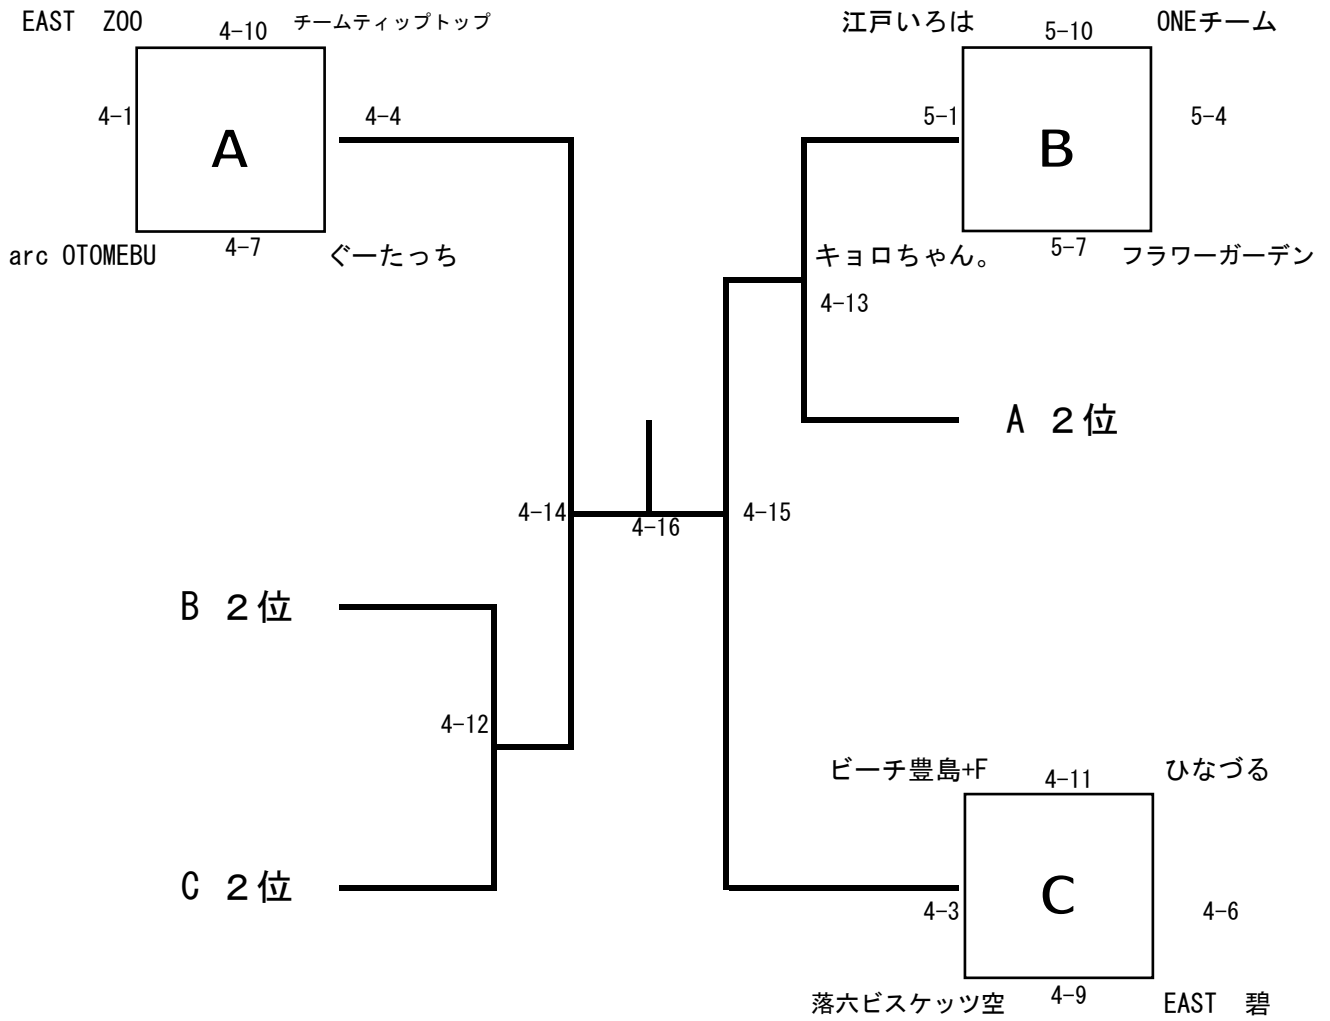 EAST　ZOO
4-10
チームティップトップ
江戸いろは
5-10
ONEチーム
4-1
A
4-4
5-1
B
5-4
arc OTOMEBU
4-7
ぐーたっち
キョロちゃん。
5-7
フラワーガーデン
4-13
A ２位
4-14
4-16
4-15
B ２位
4-12
ビーチ豊島+F
4-11
ひなづる
C ２位
4-3
C
4-6
落六ビスケッツ空
4-9
EAST　碧